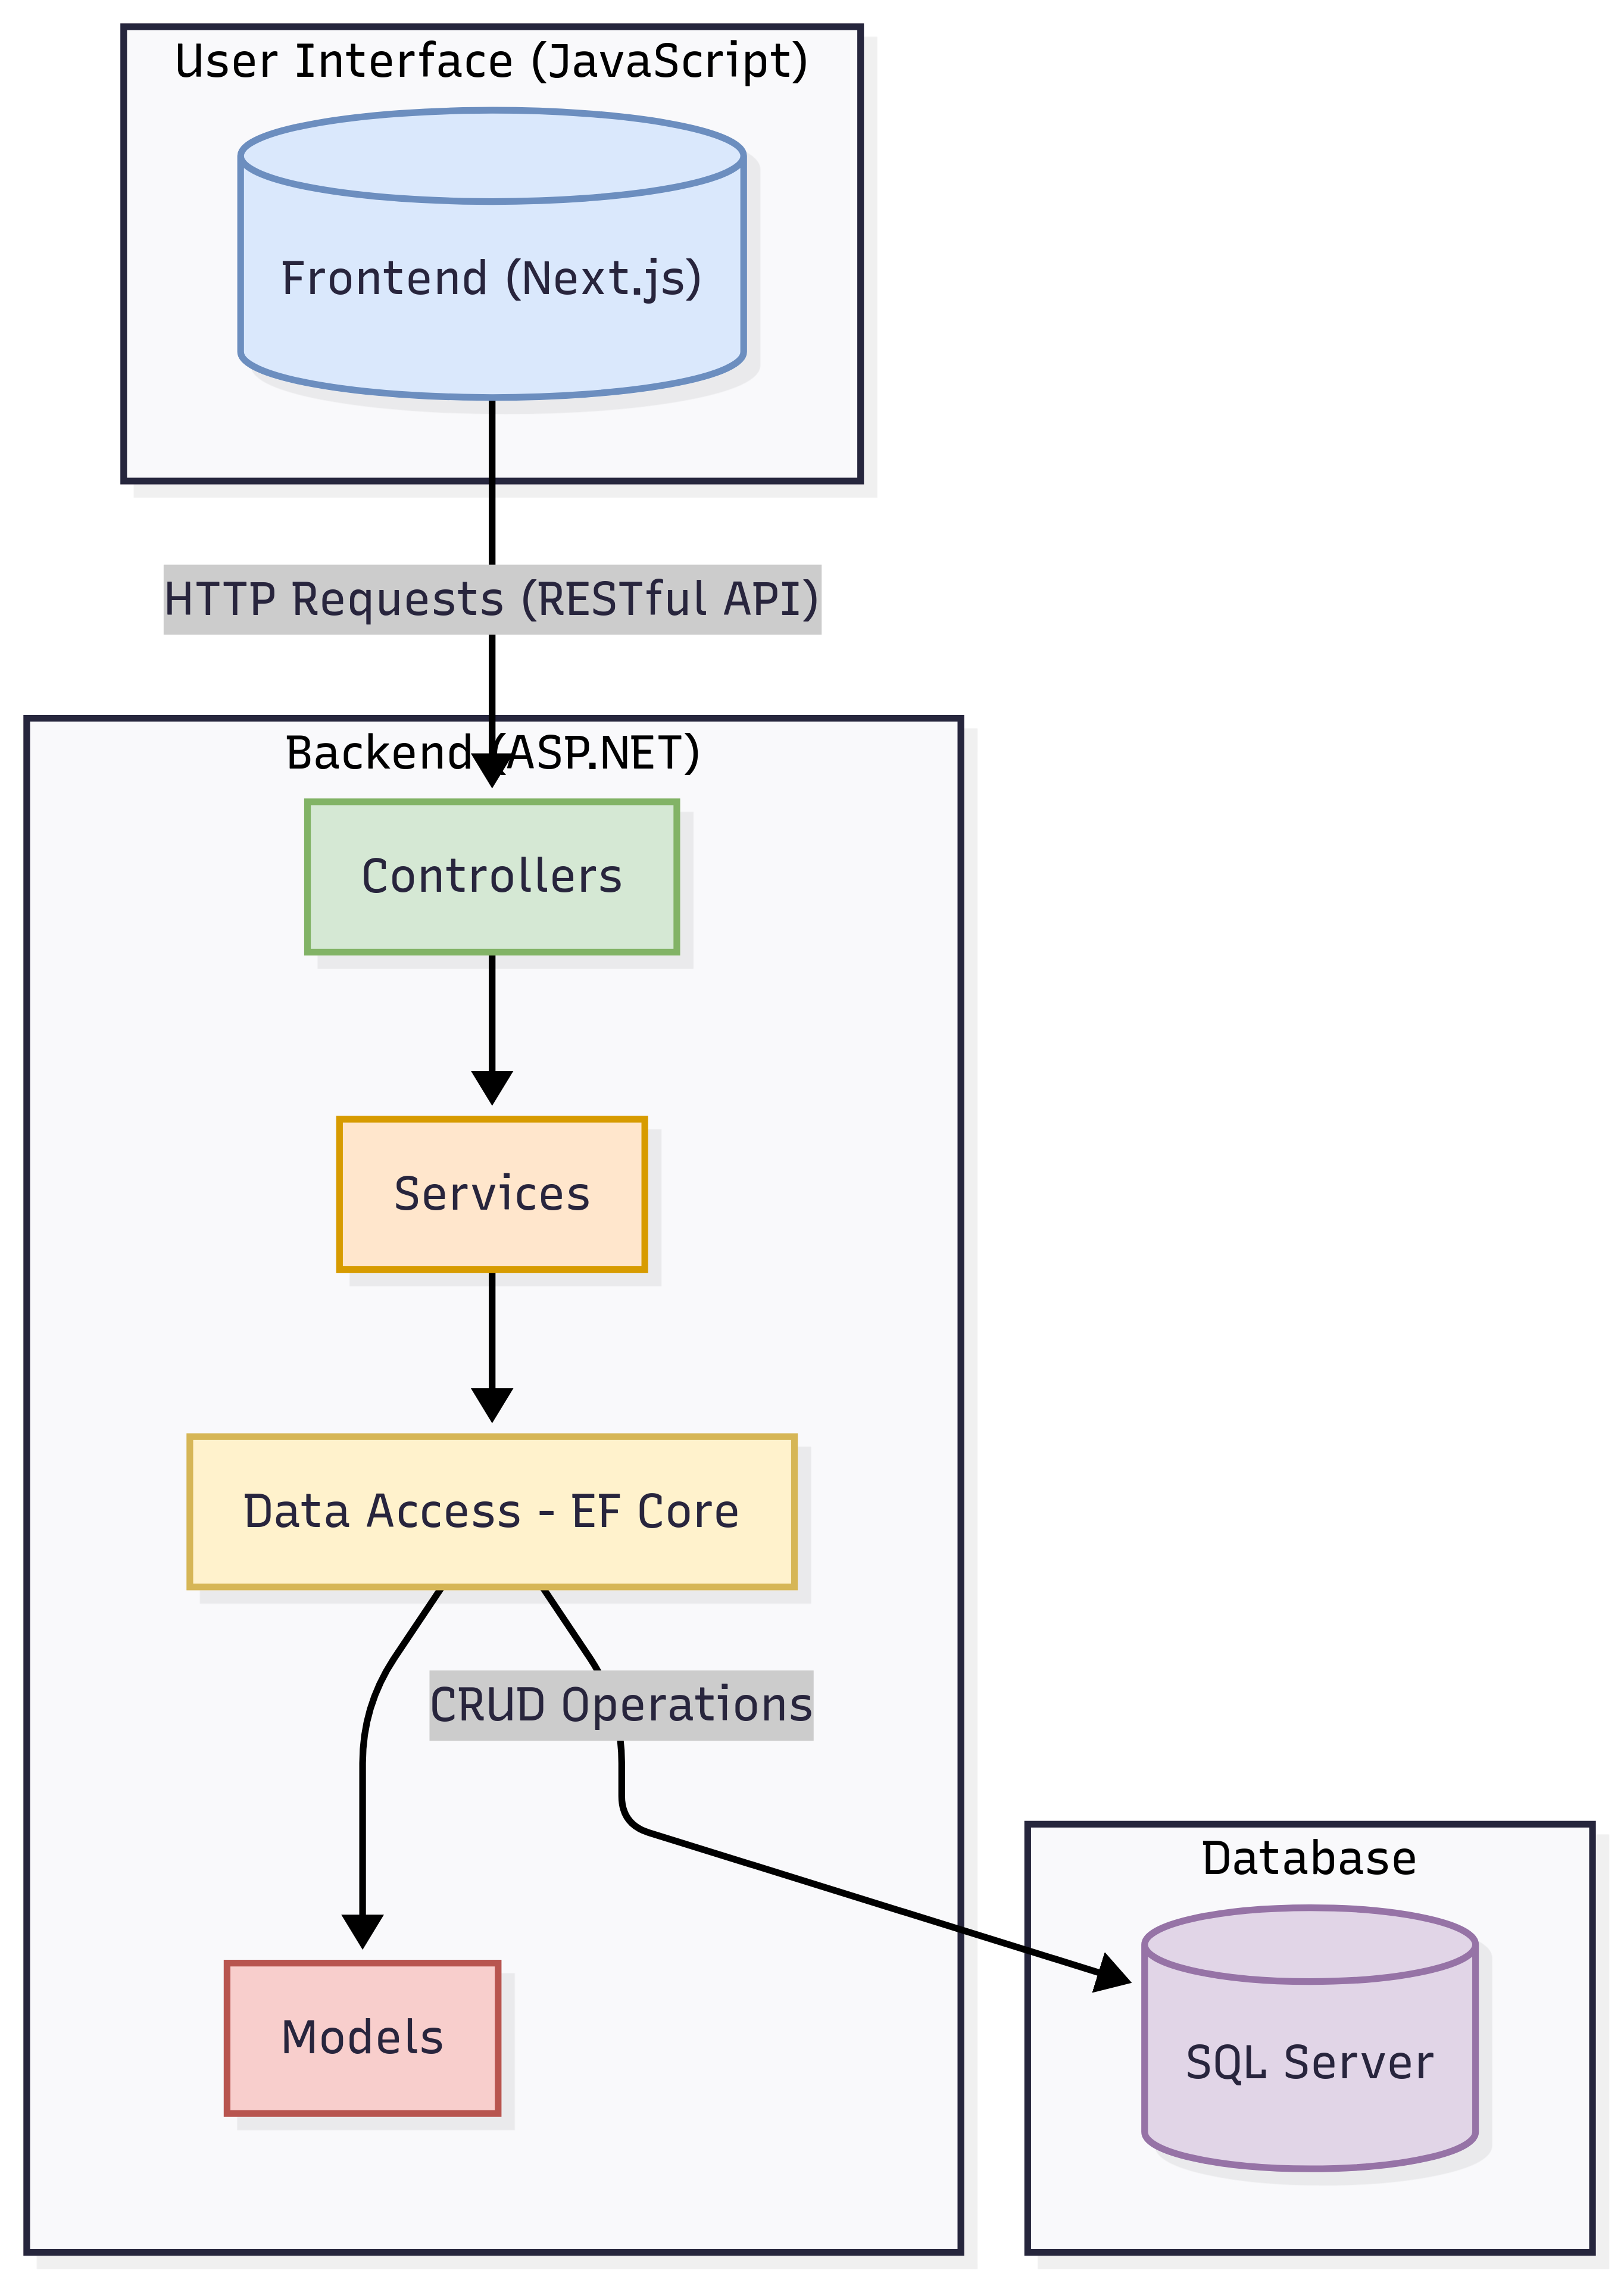 User Interface (JavaScript)
Frontend (Next.js)
HTTP Requests (RESTful API)
Backend (ASP.NET)
Controllers
Services
Data Access - EF Core
CRUD Operations
Models
Database
SQL Server